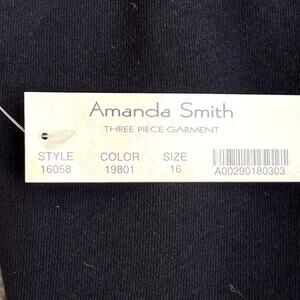 Amanda Smith
THREE PIECE GARMENT
STYLE COLOR SIZE
16058 19801 16 A00290180303